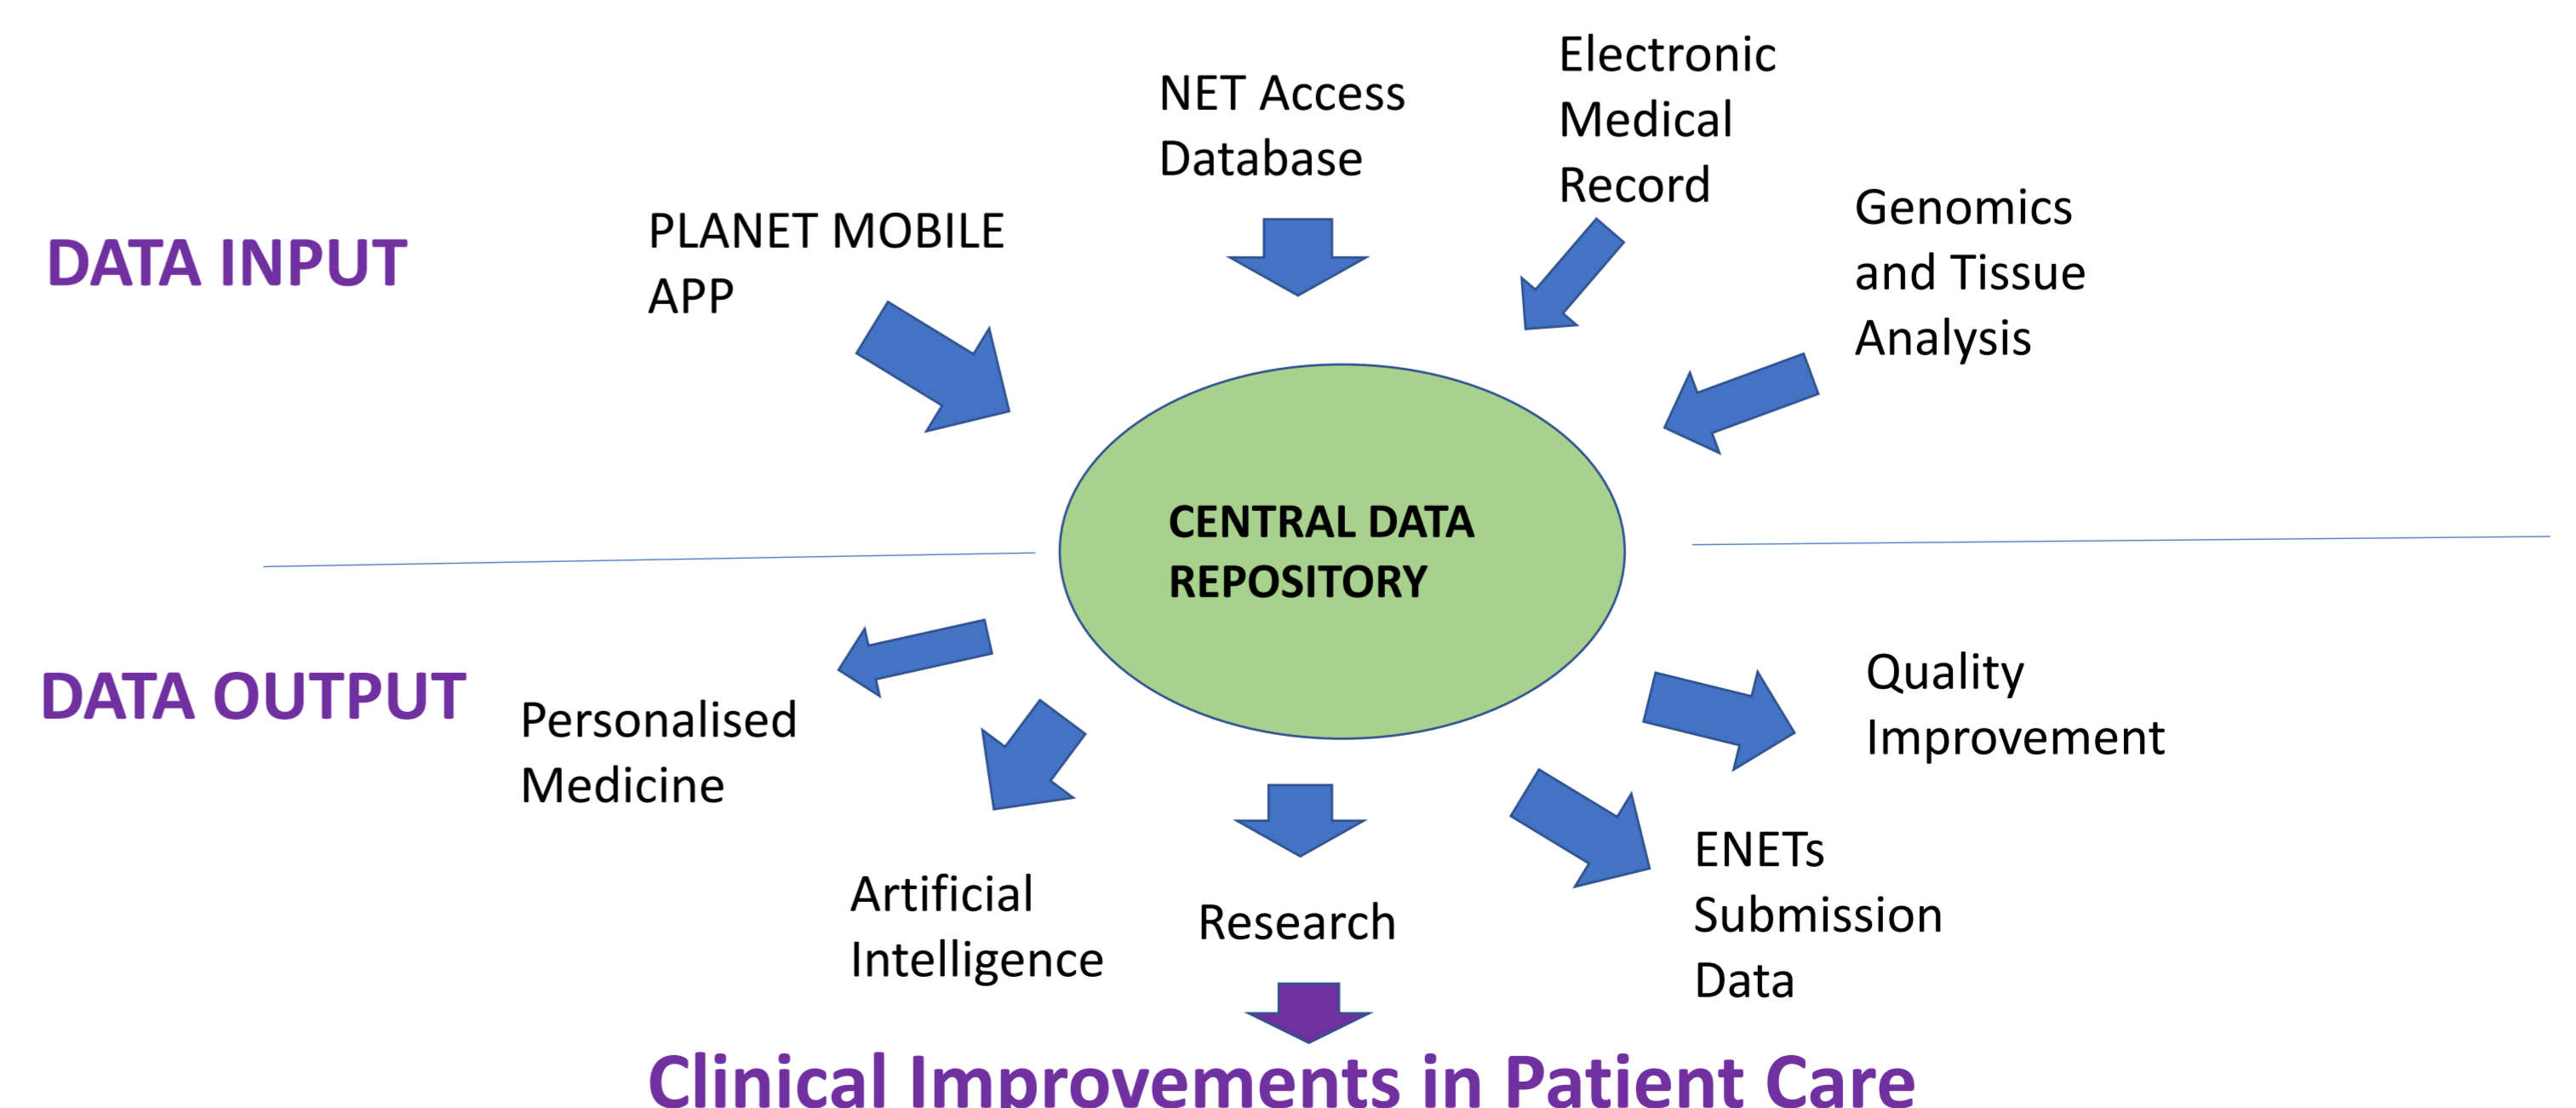 NET Access
Database
Electronic
Medical
Record
Genomics
and Tissue
Analysis
PLANET MOBILE
APP
DATA INPUT
CENTRAL DATA
REPOSITORY
DATA OUTPUT
Personalised
Medicine
Artificial
Intelligence
Research
ENETs
Submission
Data
Quality
Improvement
Clinical Improvements in Patient Care